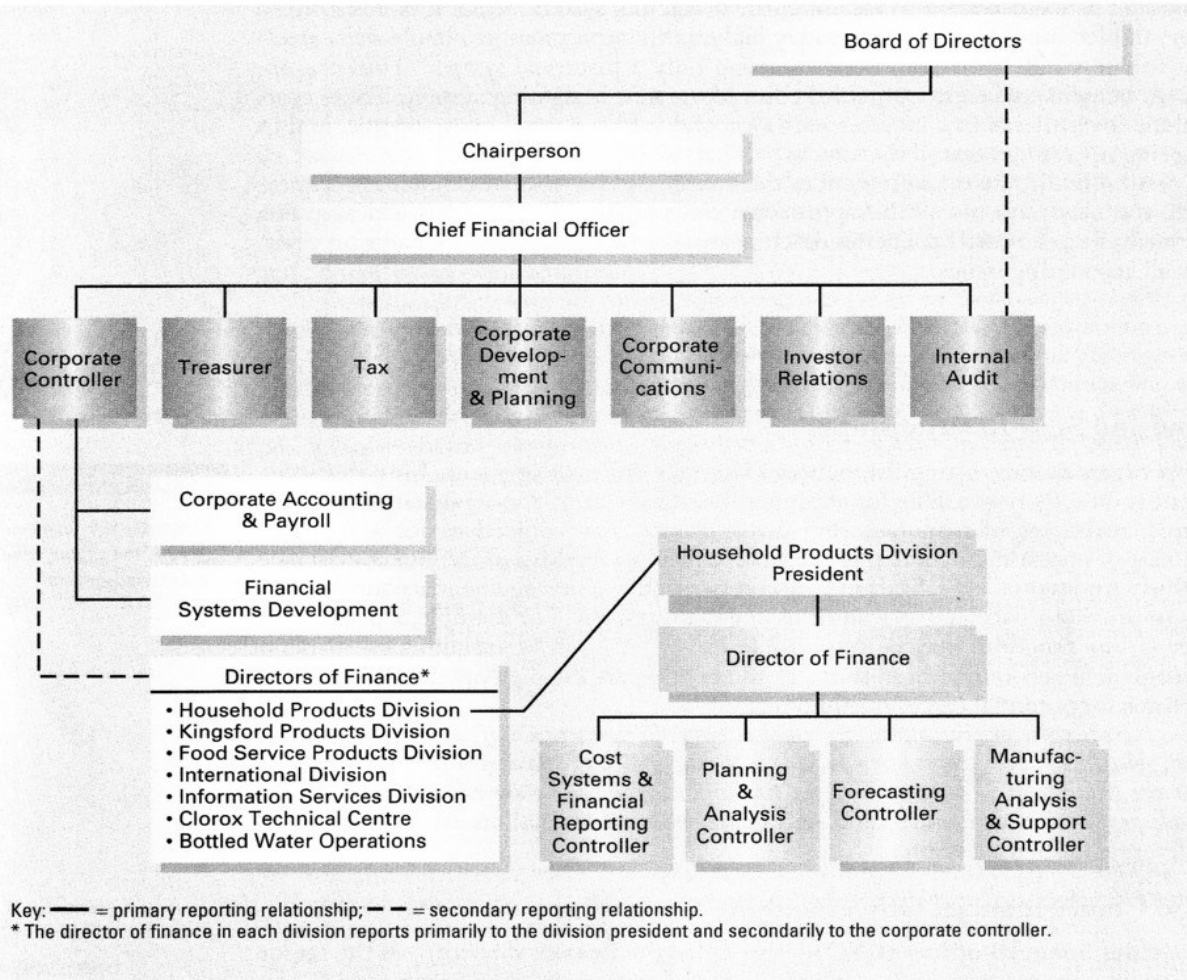 Board of Directors
Chairperson
Chief Financial Officer
Corporate
Controller
Treasurer
Tax
Corporate
Develop-
ment
& Planning
Corporate
Communi-
cations
Investor
Relations
Internal
Audit
Corporate Accounting
& Payroll
Financial
Systems Development
Directors of Finance*
• Household Products Division
• Kingsford Products Division
• Food Service Products Division
• International Division
• Information Services Division
• Clorox Technical Centre
• Bottled Water Operations
Household Products Division
President
Director of Finance
Cost
Systems &
Financial
Reporting
Controller
Planning
&
Analysis
Controller
Forecasting
Controller
Manufac-
turing
Analysis
& Support
Controller
Key: — = primary reporting relationship; – – = secondary reporting relationship.
* The director of finance in each division reports primarily to the division president and secondarily to the corporate controller.